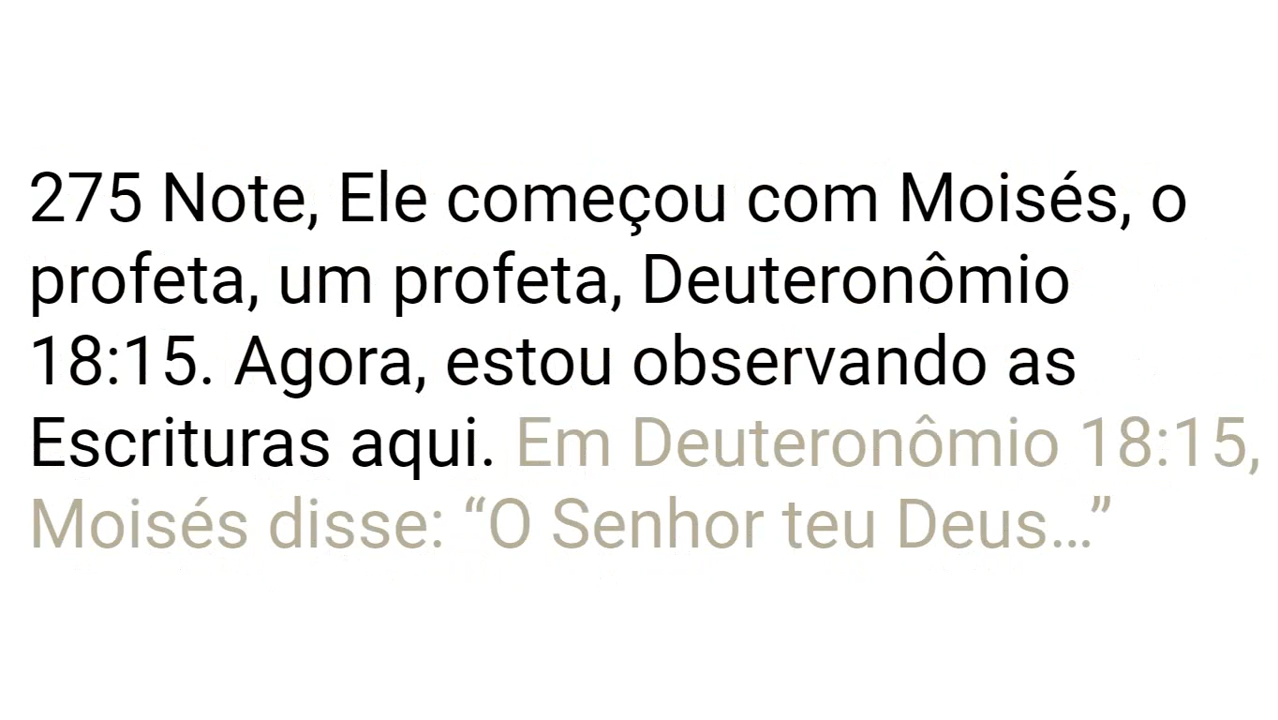 275 Note, Ele começou com Moisés, o
profeta, um profeta, Deuteronômio
18:15. Agora, estou observando as
Escrituras aqui. Em Deuteronômio 18:15,
Moisés disse: “O Senhor teu Deus…”